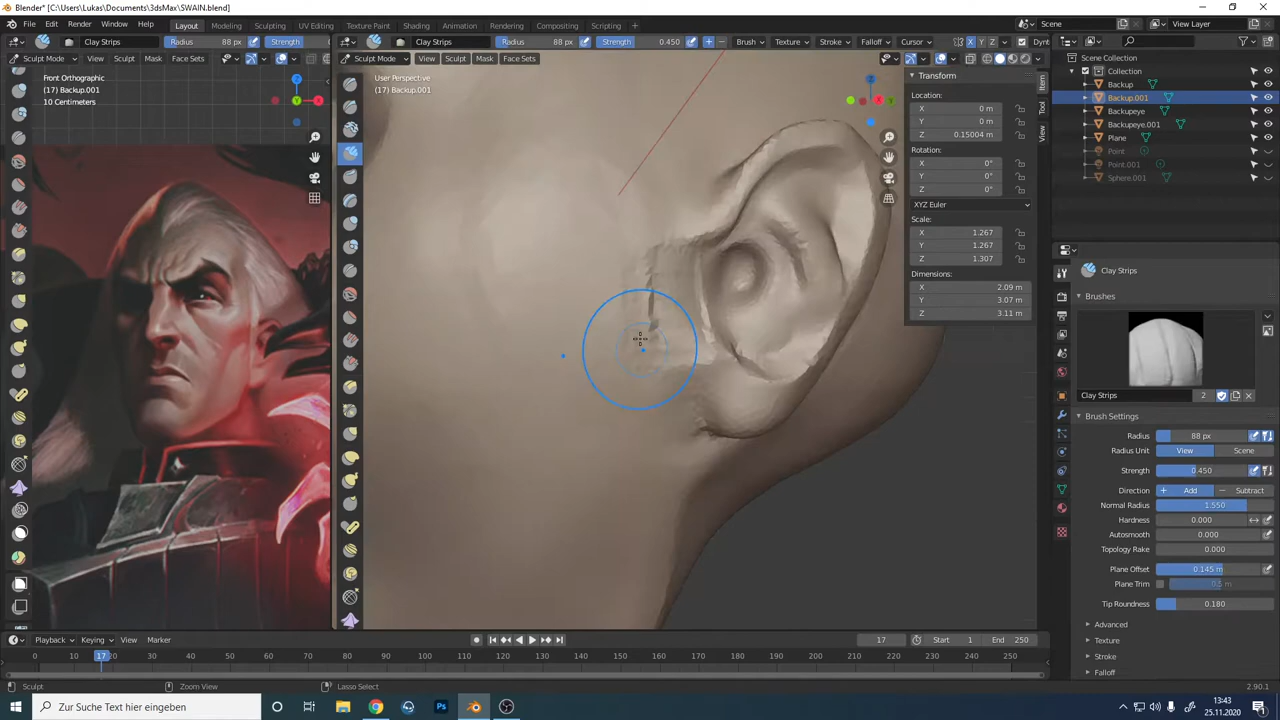 Blender* [C:\Users\Lukas\Documents\3dsMax\SWAIN.blend]
File Edit Render Window Help Layout Modeling Sculpting UV Editing Texture Paint Shading Animation Rendering Compositing Scripting + Scene View Layer
Clay Strips Radius 88 px Strength
Clay Strips Radius 88 px Strength 0.450 Brush Texture Stroke Falloff Cursor X Y Z Dynt
Sculpt Mode View Sculpt Mask Face Sets
Sculpt Mode View Sculpt Mask Face Sets
Front Orthographic
(17) Backup.001
10 Centimeters
User Perspective
(17) Backup.001
Transform
Location:
X 0 m
Y 0 m
Z 0.15004 m
Rotation:
X 0°
Y 0°
Z 0°
XYZ Euler
Scale:
X 1.267
Y 1.267
Z 1.307
Dimensions:
X 2.09 m
Y 3.07 m
Z 3.11 m
Item
Tool
View
Scene Collection
Collection
Backup
Backup.001
Backupeye
Backupeye.001
Plane
Point
Point.001
Sphere.001
Clay Strips
Brushes
Clay Strips 2
Brush Settings
Radius 88 px
Radius Unit View Scene
Strength 0.450
Direction + Add − Subtract
Normal Radius 1.550
Hardness 0.000
Autosmooth 0.000
Topology Rake 0.000
Plane Offset 0.145 m
Plane Trim 0.5 m
Tip Roundness 0.180
Advanced
Texture
Stroke
Falloff
Playback Keying View Marker 17 Start 1 End 250
0 10 17 20 30 40 50 60 70 80 90 100 110 120 130 140 150 160 170 180 190 200 210 220 230 240 250
Sculpt Zoom View Lasso Select 2.90.1
Zur Suche Text hier eingeben
13:43
25.11.2020